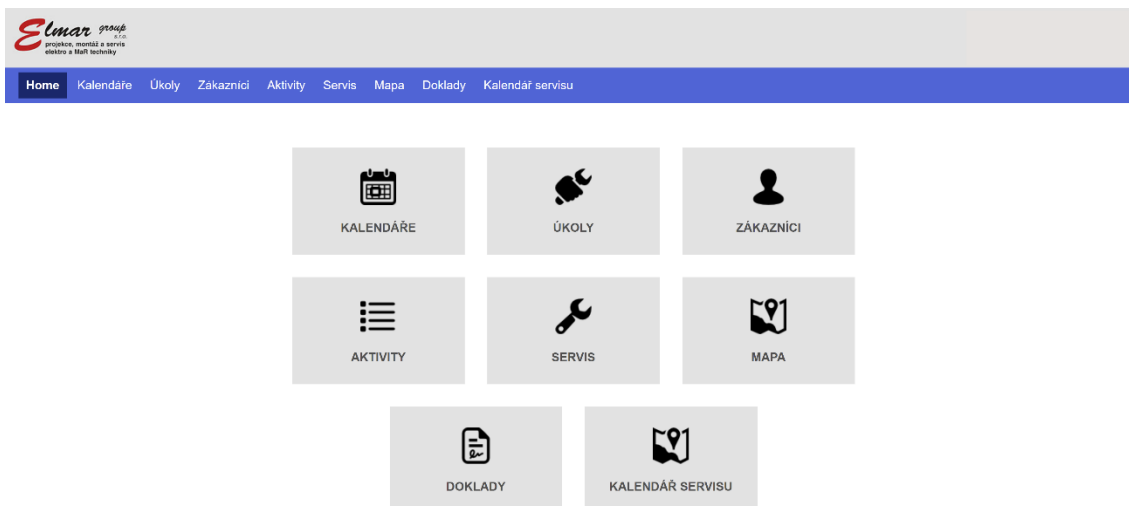 Elmar group
s.r.o.
projekce, montáž a servis
elektro a MaR techniky
Home Kalendáře Úkoly Zákazníci Aktivity Servis Mapa Doklady Kalendář servisu
KALENDÁŘE ÚKOLY ZÁKAZNÍCI
AKTIVITY SERVIS MAPA
DOKLADY KALENDÁŘ SERVISU